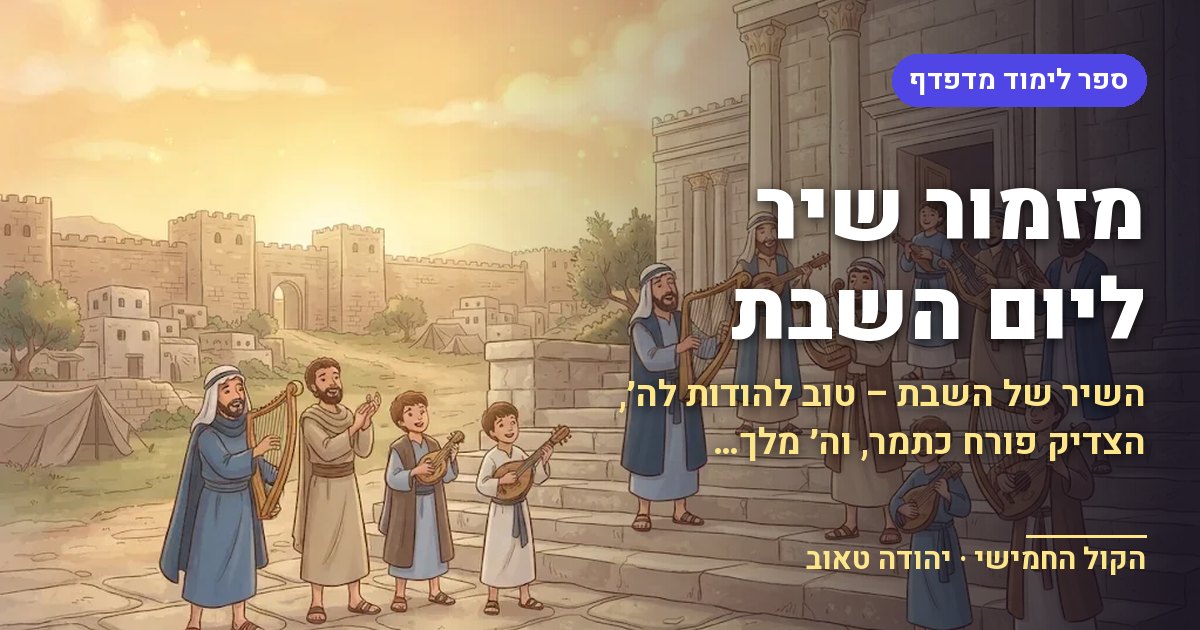 ספר לימוד מדפדף
מזמור שיר
ליום השבת
השיר של השבת – טוב להודות לה׳,
הצדיק פורח כתמר, וה׳ מלך...
הקול החמישי · יהודה טאוב